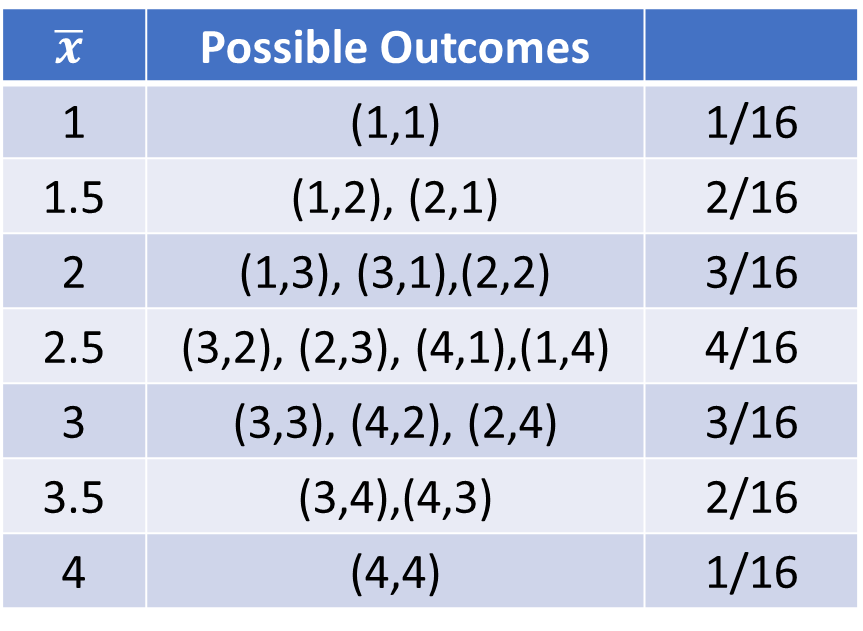 x̄ Possible Outcomes
1 (1,1) 1/16
1.5 (1,2), (2,1) 2/16
2 (1,3), (3,1),(2,2) 3/16
2.5 (3,2), (2,3), (4,1),(1,4) 4/16
3 (3,3), (4,2), (2,4) 3/16
3.5 (3,4),(4,3) 2/16
4 (4,4) 1/16